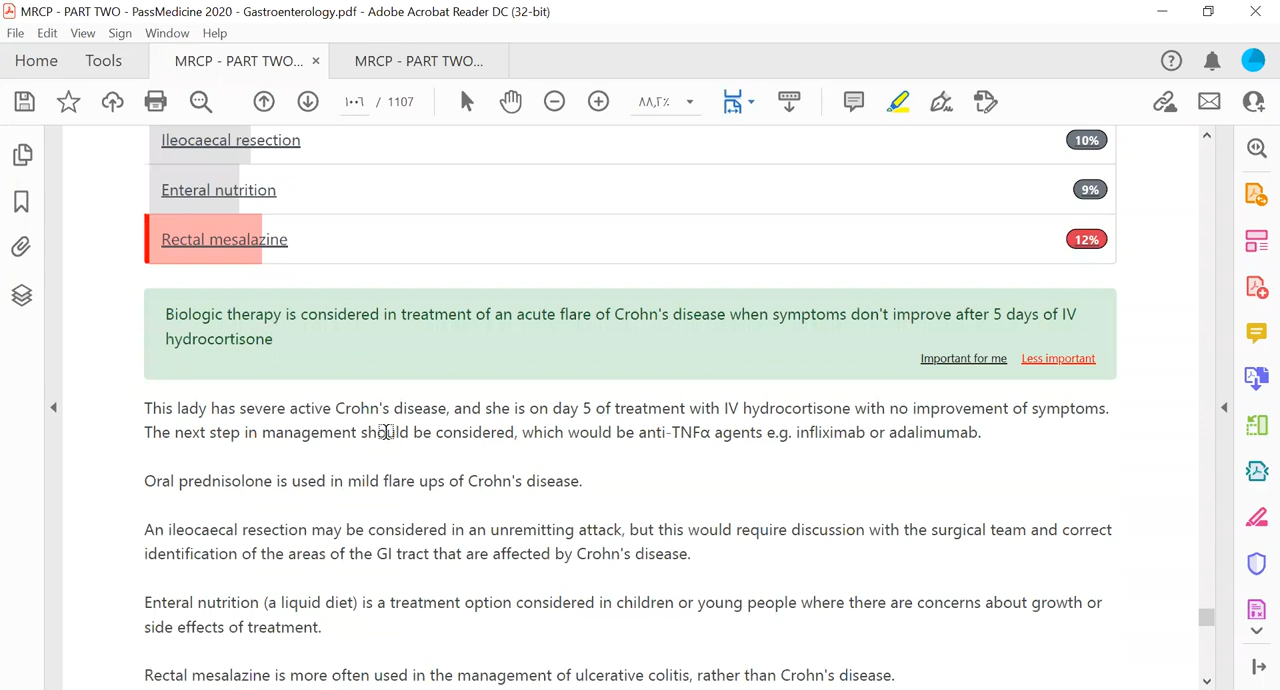 MRCP - PART TWO - PassMedicine 2020 - Gastroenterology.pdf - Adobe Acrobat Reader DC (32-bit)
File Edit View Sign Window Help
Home Tools MRCP - PART TWO... × MRCP - PART TWO...
١٠٠٦ / 1107 ٨٨,٣٪
Ileocaecal resection 10%
Enteral nutrition 9%
Rectal mesalazine 12%
Biologic therapy is considered in treatment of an acute flare of Crohn's disease when symptoms don't improve after 5 days of IV
hydrocortisone
Important for me Less important
This lady has severe active Crohn's disease, and she is on day 5 of treatment with IV hydrocortisone with no improvement of symptoms.
The next step in management should be considered, which would be anti-TNFα agents e.g. infliximab or adalimumab.
Oral prednisolone is used in mild flare ups of Crohn's disease.
An ileocaecal resection may be considered in an unremitting attack, but this would require discussion with the surgical team and correct
identification of the areas of the GI tract that are affected by Crohn's disease.
Enteral nutrition (a liquid diet) is a treatment option considered in children or young people where there are concerns about growth or
side effects of treatment.
Rectal mesalazine is more often used in the management of ulcerative colitis, rather than Crohn's disease.